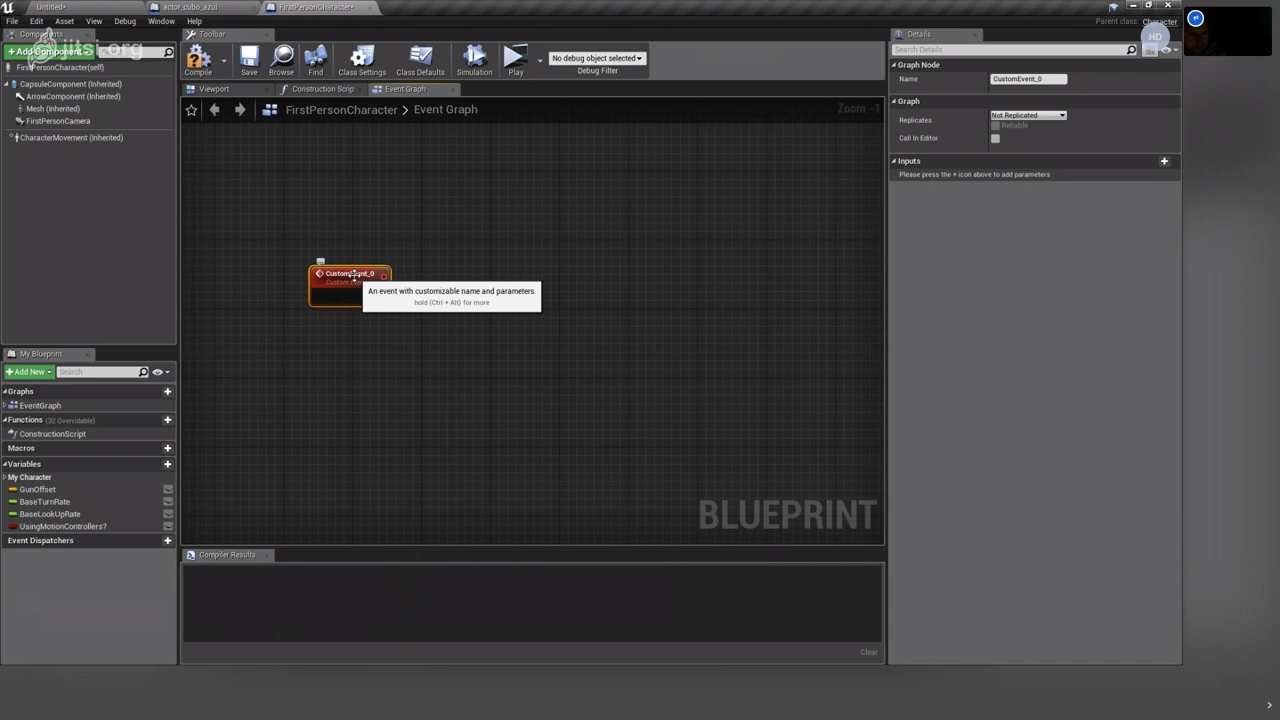 Untitled*
actor_cubo_azul
FirstPersonCharacter*
File
Asset
View
Debug
Window
Help
Parent class: Character
HD
jitsi.org
Components
+ Add Component
FirstPersonCharacter(self)
CapsuleComponent (Inherited)
ArrowComponent (Inherited)
Mesh (Inherited)
FirstPersonCamera
CharacterMovement (Inherited)
Toolbar
Compile
Save
Browse
Find
Class Settings
Class Defaults
Simulation
Play
No debug object selected
Debug Filter
Viewport
Construction Scrip
Event Graph
FirstPersonCharacter > Event Graph
Zoom -1
CustomEvent_0
An event with customizable name and parameters.
hold (Ctrl + Alt) for more
BLUEPRINT
My Blueprint
+ Add New
Search
Graphs
EventGraph
Functions (32 Overridable)
ConstructionScript
Macros
Variables
My Character
GunOffset
BaseTurnRate
BaseLookUpRate
UsingMotionControllers?
Event Dispatchers
Compiler Results
Clear
Details
Search Details
Graph Node
Name
CustomEvent_0
Graph
Replicates
Not Replicated
Reliable
Call In Editor
Inputs
Please press the + icon above to add parameters